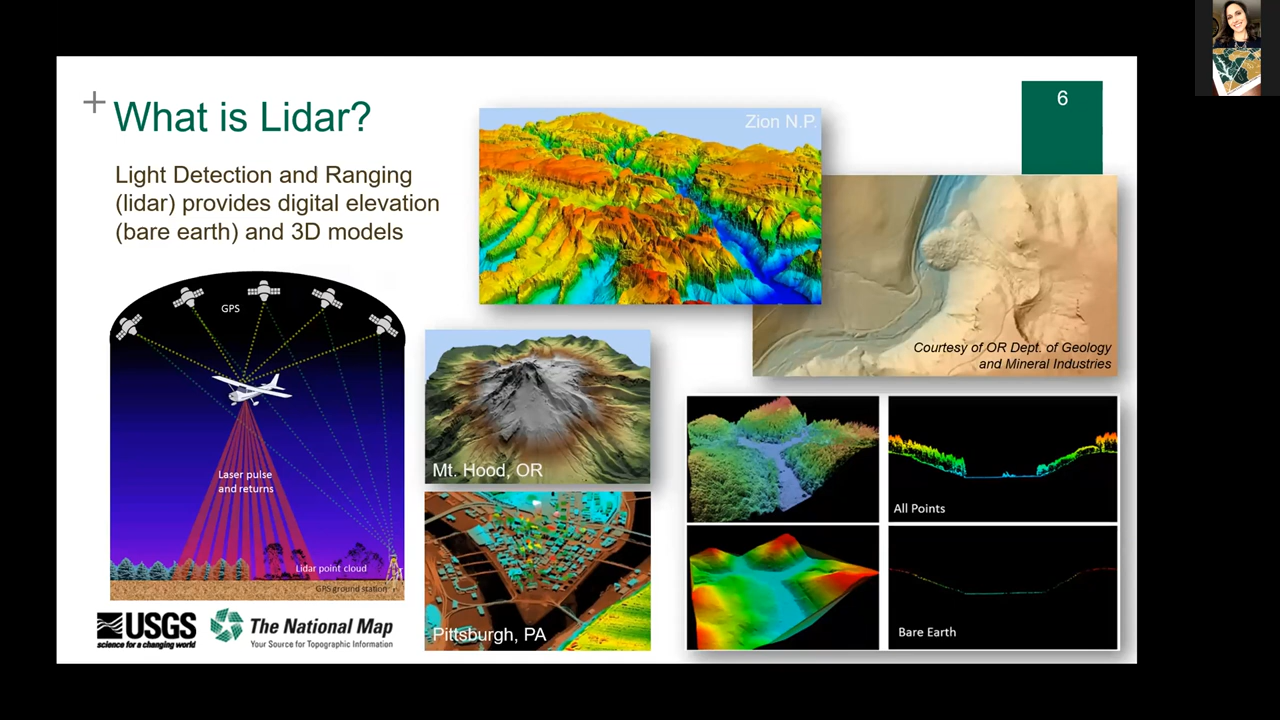 What is Lidar?
6
Light Detection and Ranging
(lidar) provides digital elevation
(bare earth) and 3D models
Zion N.P.
Courtesy of OR Dept. of Geology
and Mineral Industries
GPS
Laser pulse
and returns
Lidar point cloud
GPS ground station
Mt. Hood, OR
Pittsburgh, PA
All Points
Bare Earth
USGS
science for a changing world
The National Map
Your Source for Topographic Information